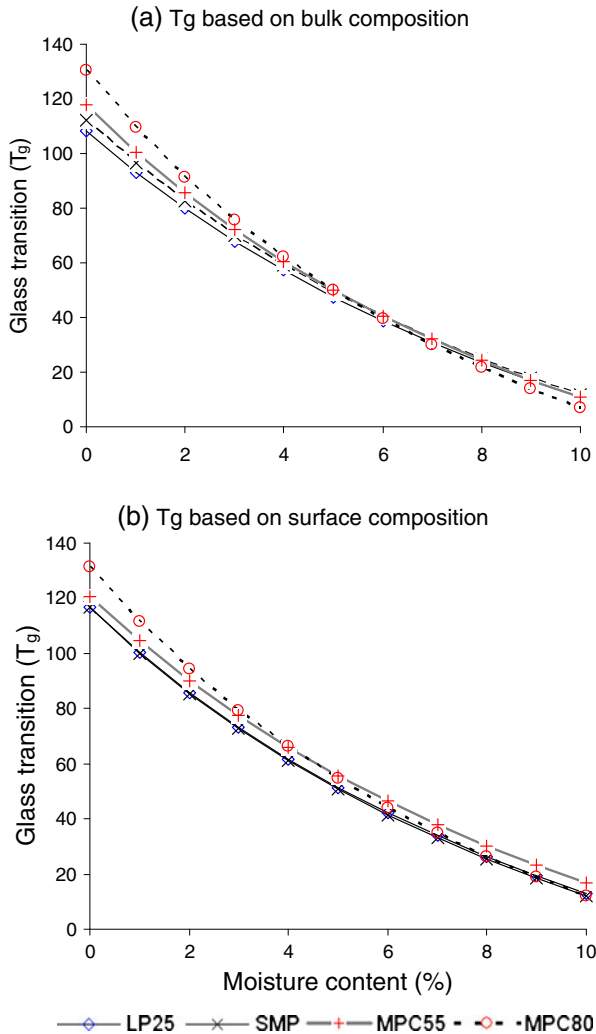 (a) Tg based on bulk composition
Glass transition (Tg)
140
120
100
80
60
40
20
0
0 2 4 6 8 10
(b) Tg based on surface composition
Glass transition (Tg)
140
120
100
80
60
40
20
0
0 2 4 6 8 10
Moisture content (%)
LP25 SMP MPC55 MPC80